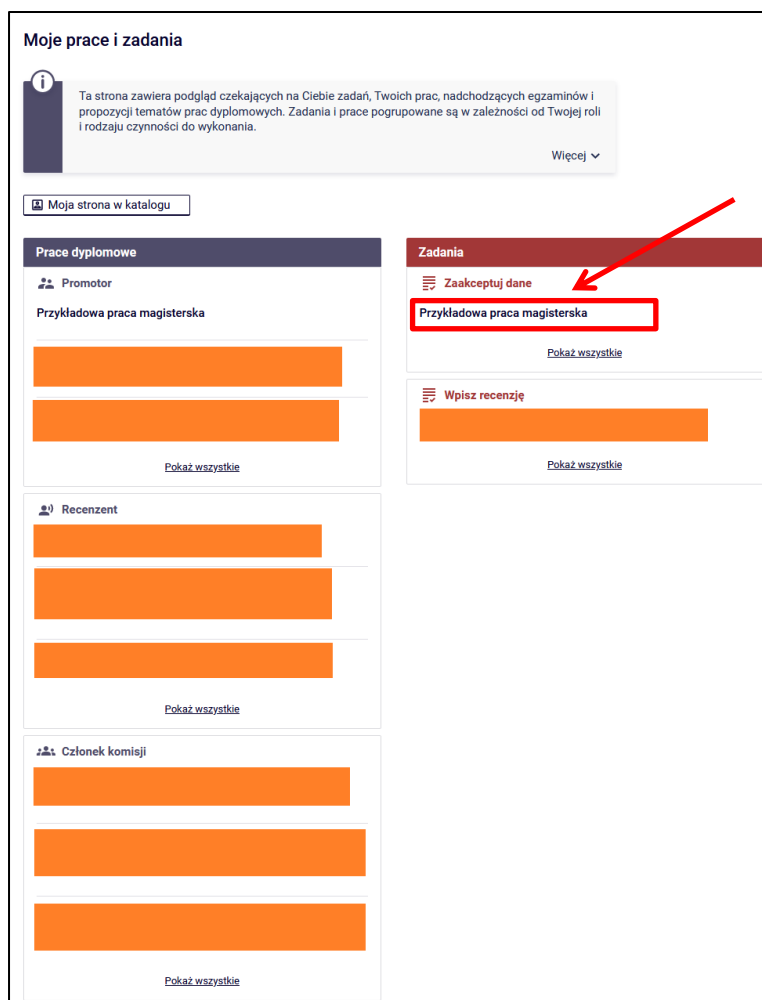 Moje prace i zadania
Ta strona zawiera podgląd czekających na Ciebie zadań, Twoich prac, nadchodzących egzaminów i
propozycji tematów prac dyplomowych. Zadania i prace pogrupowane są w zależności od Twojej roli
i rodzaju czynności do wykonania.
Więcej
Moja strona w katalogu
Prace dyplomowe
Promotor
Przykładowa praca magisterska
Pokaż wszystkie
Recenzent
Pokaż wszystkie
Członek komisji
Pokaż wszystkie
Zadania
Zaakceptuj dane
Przykładowa praca magisterska
Pokaż wszystkie
Wpisz recenzję
Pokaż wszystkie